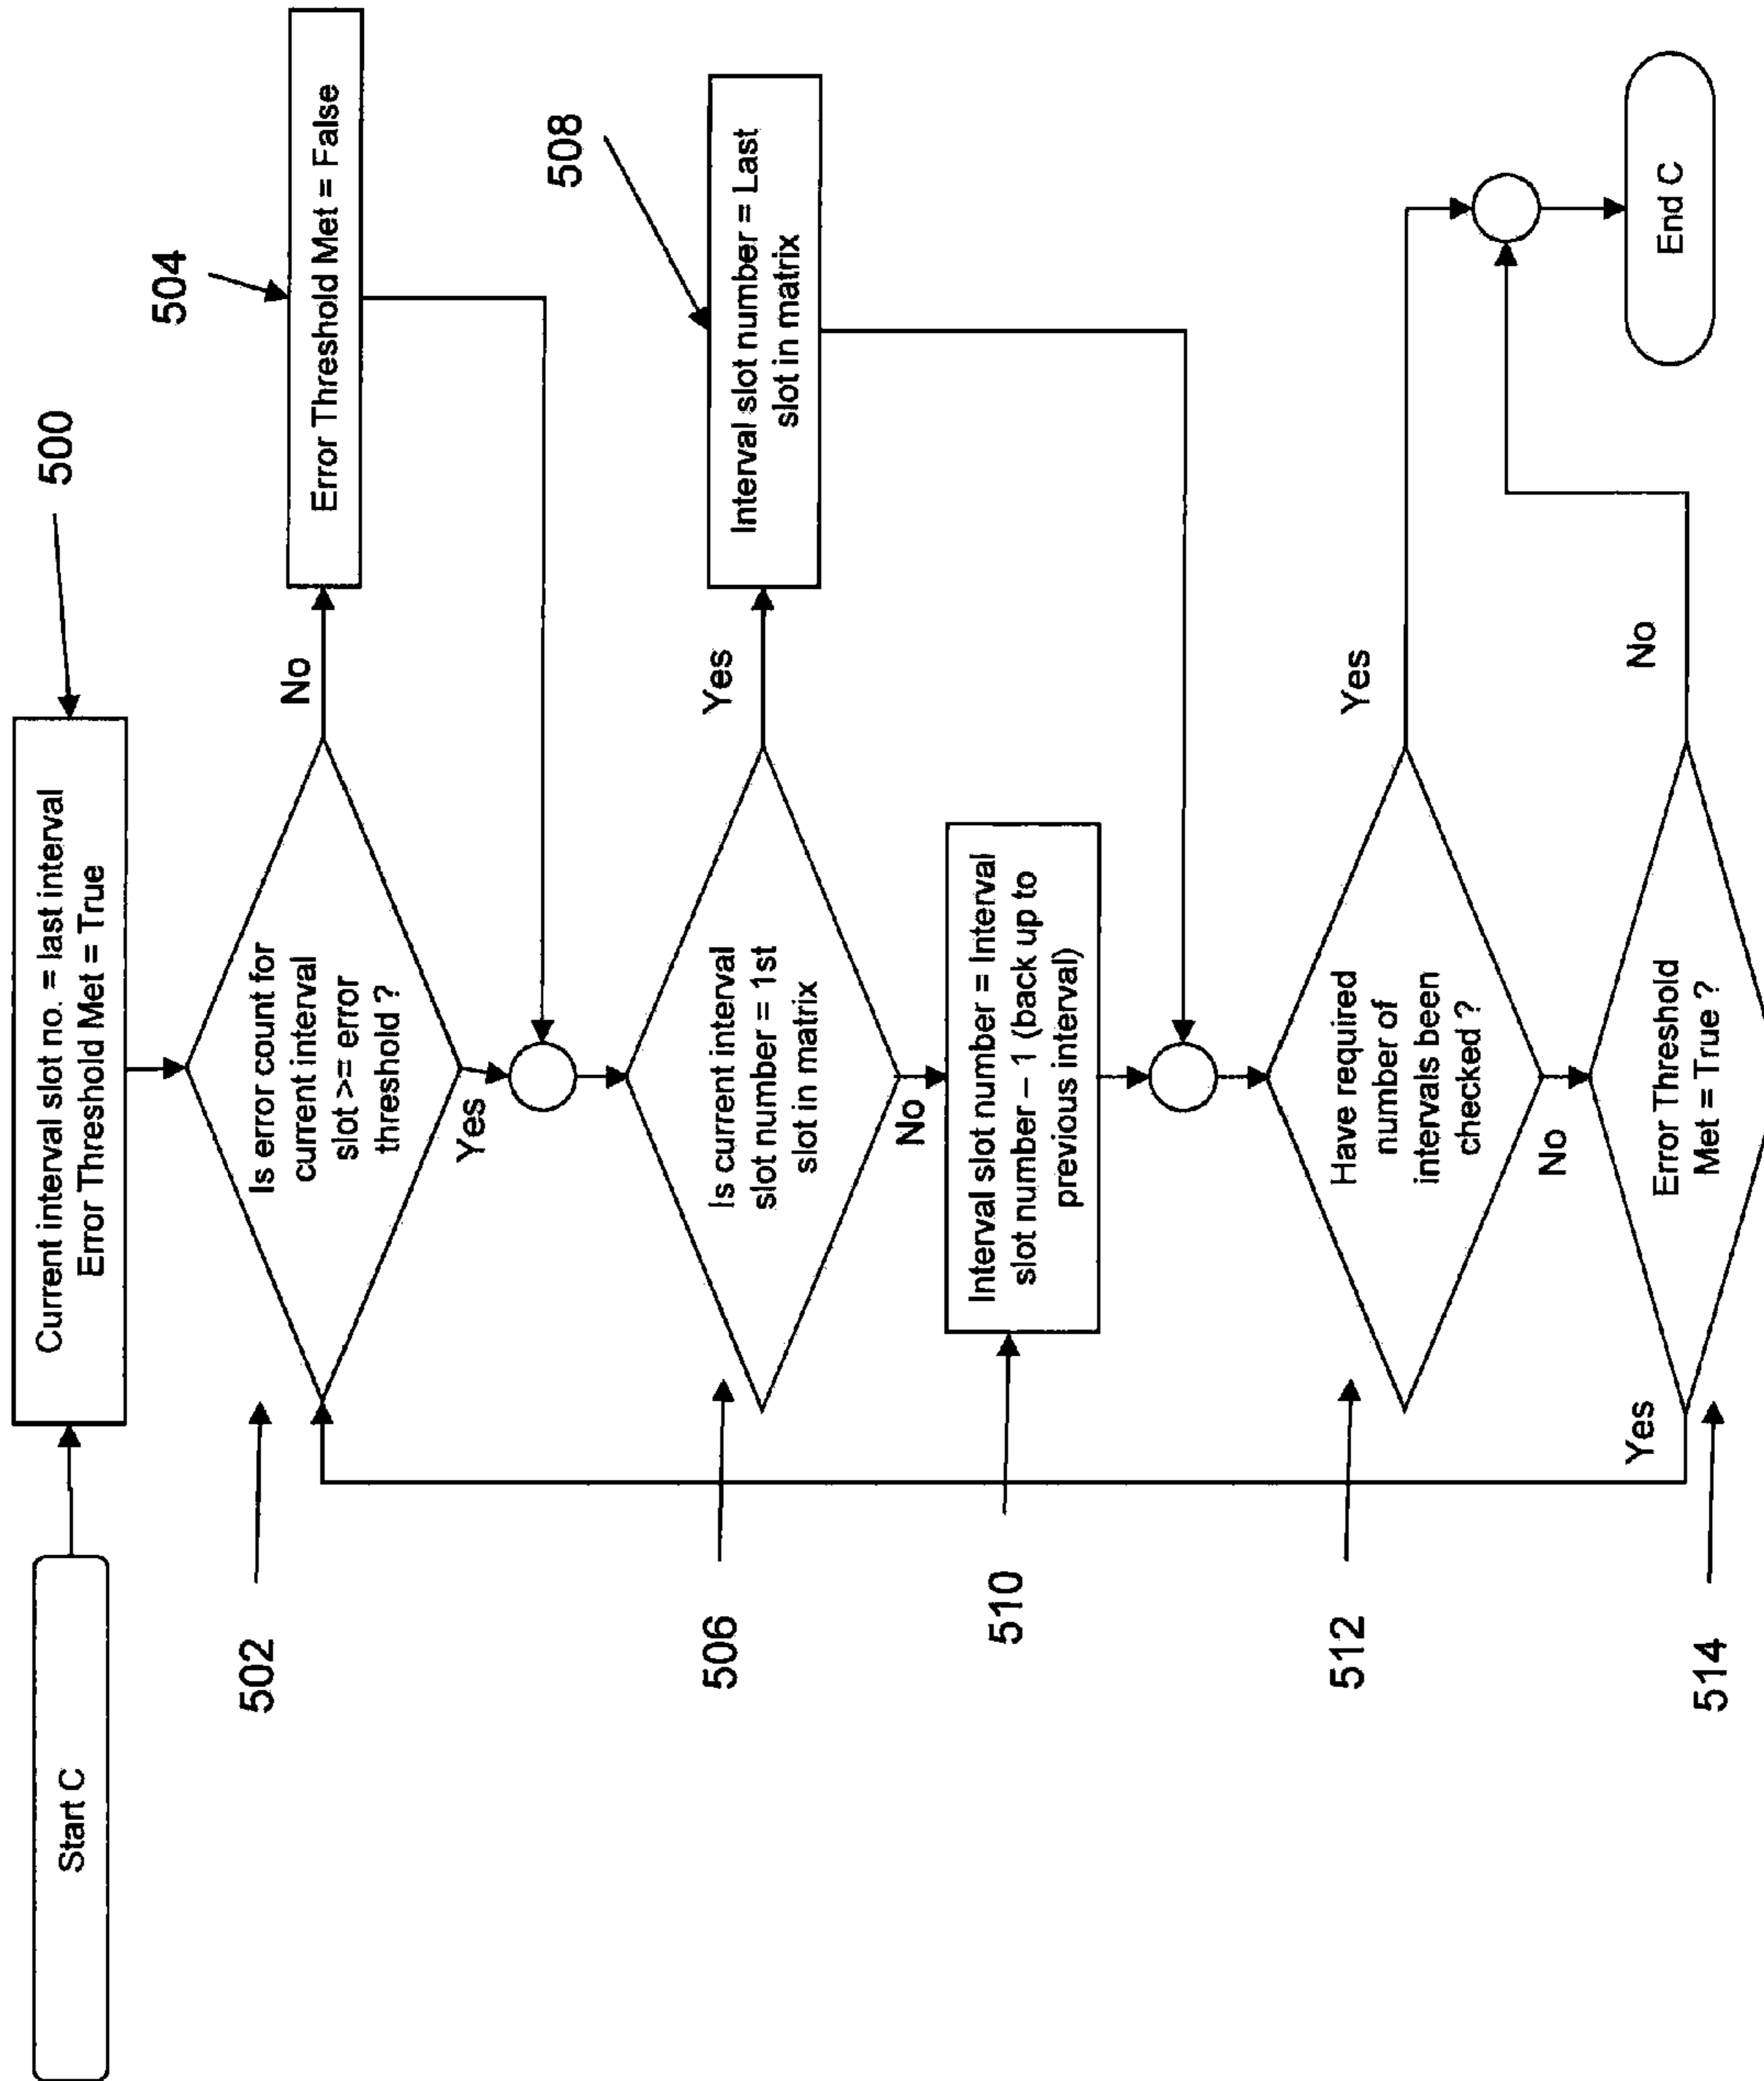 Start C
Current interval slot no. = last interval
Error Threshold Met = True
500
502
Is error count for
current interval
slot >= error
threshold ?
No
Yes
504
Error Threshold Met = False
506
Is current interval
slot number = 1st
slot in matrix
Yes
No
508
Interval slot number = Last
slot in matrix
510
Interval slot number = Interval
slot number – 1 (back up to
previous interval)
512
Have required
number of
intervals been
checked ?
Yes
No
514
Error Threshold
Met = True ?
Yes
No
End C